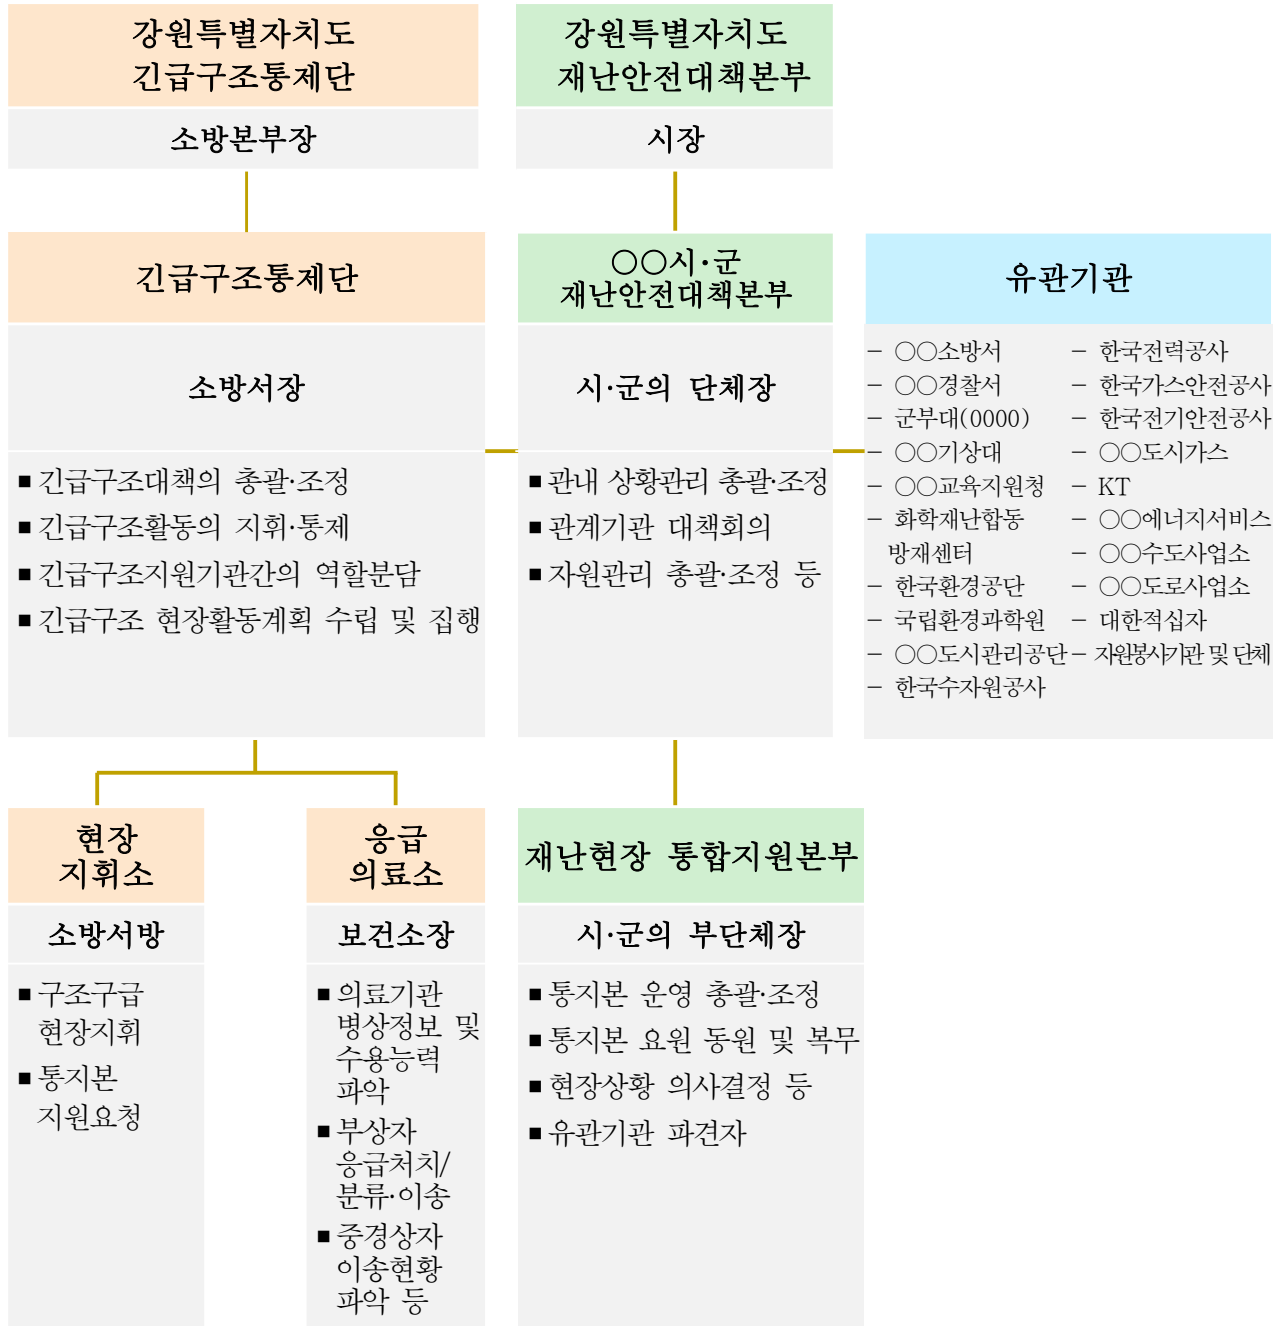 강원특별자치도
긴급구조통제단
소방본부장
강원특별자치도
재난안전대책본부
시장
긴급구조통제단
소방서장
■ 긴급구조대책의 총괄·조정
■ 긴급구조활동의 지휘·통제
■ 긴급구조지원기관간의 역할분담
■ 긴급구조 현장활동계획 수립 및 집행
○○시·군
재난안전대책본부
시·군의 단체장
■ 관내 상황관리 총괄·조정
■ 관계기관 대책회의
■ 자원관리 총괄·조정 등
유관기관
– ○○소방서
– ○○경찰서
– 군부대(0000)
– ○○기상대
– ○○교육지원청
– 화학재난합동
방재센터
– 한국환경공단
– 국립환경과학원
– ○○도시관리공단
– 한국수자원공사
– 한국전력공사
– 한국가스안전공사
– 한국전기안전공사
– ○○도시가스
– KT
– ○○에너지서비스
– ○○수도사업소
– ○○도로사업소
– 대한적십자
– 자원봉사기관 및 단체
현장
지휘소
소방서방
■ 구조구급
현장지휘
■ 통지본
지원요청
응급
의료소
보건소장
■ 의료기관
병상정보 및
수용능력
파악
■ 부상자
응급처치/
분류·이송
■ 중경상자
이송현황
파악 등
재난현장 통합지원본부
시·군의 부단체장
■ 통지본 운영 총괄·조정
■ 통지본 요원 동원 및 복무
■ 현장상황 의사결정 등
■ 유관기관 파견자